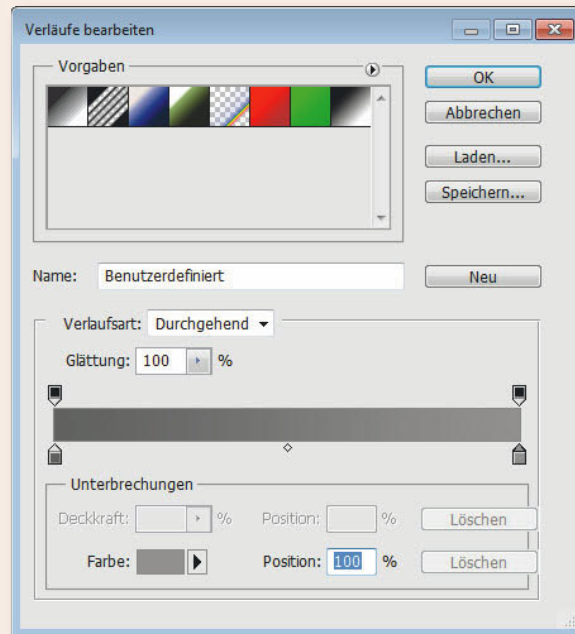 Verläufe bearbeiten
Vorgaben
OK
Abbrechen
Laden...
Speichern...
Name: Benutzerdefiniert
Neu
Verlaufsart: Durchgehend
Glättung: 100 %
Unterbrechungen
Deckkraft: % Position: % Löschen
Farbe: Position: 100 % Löschen